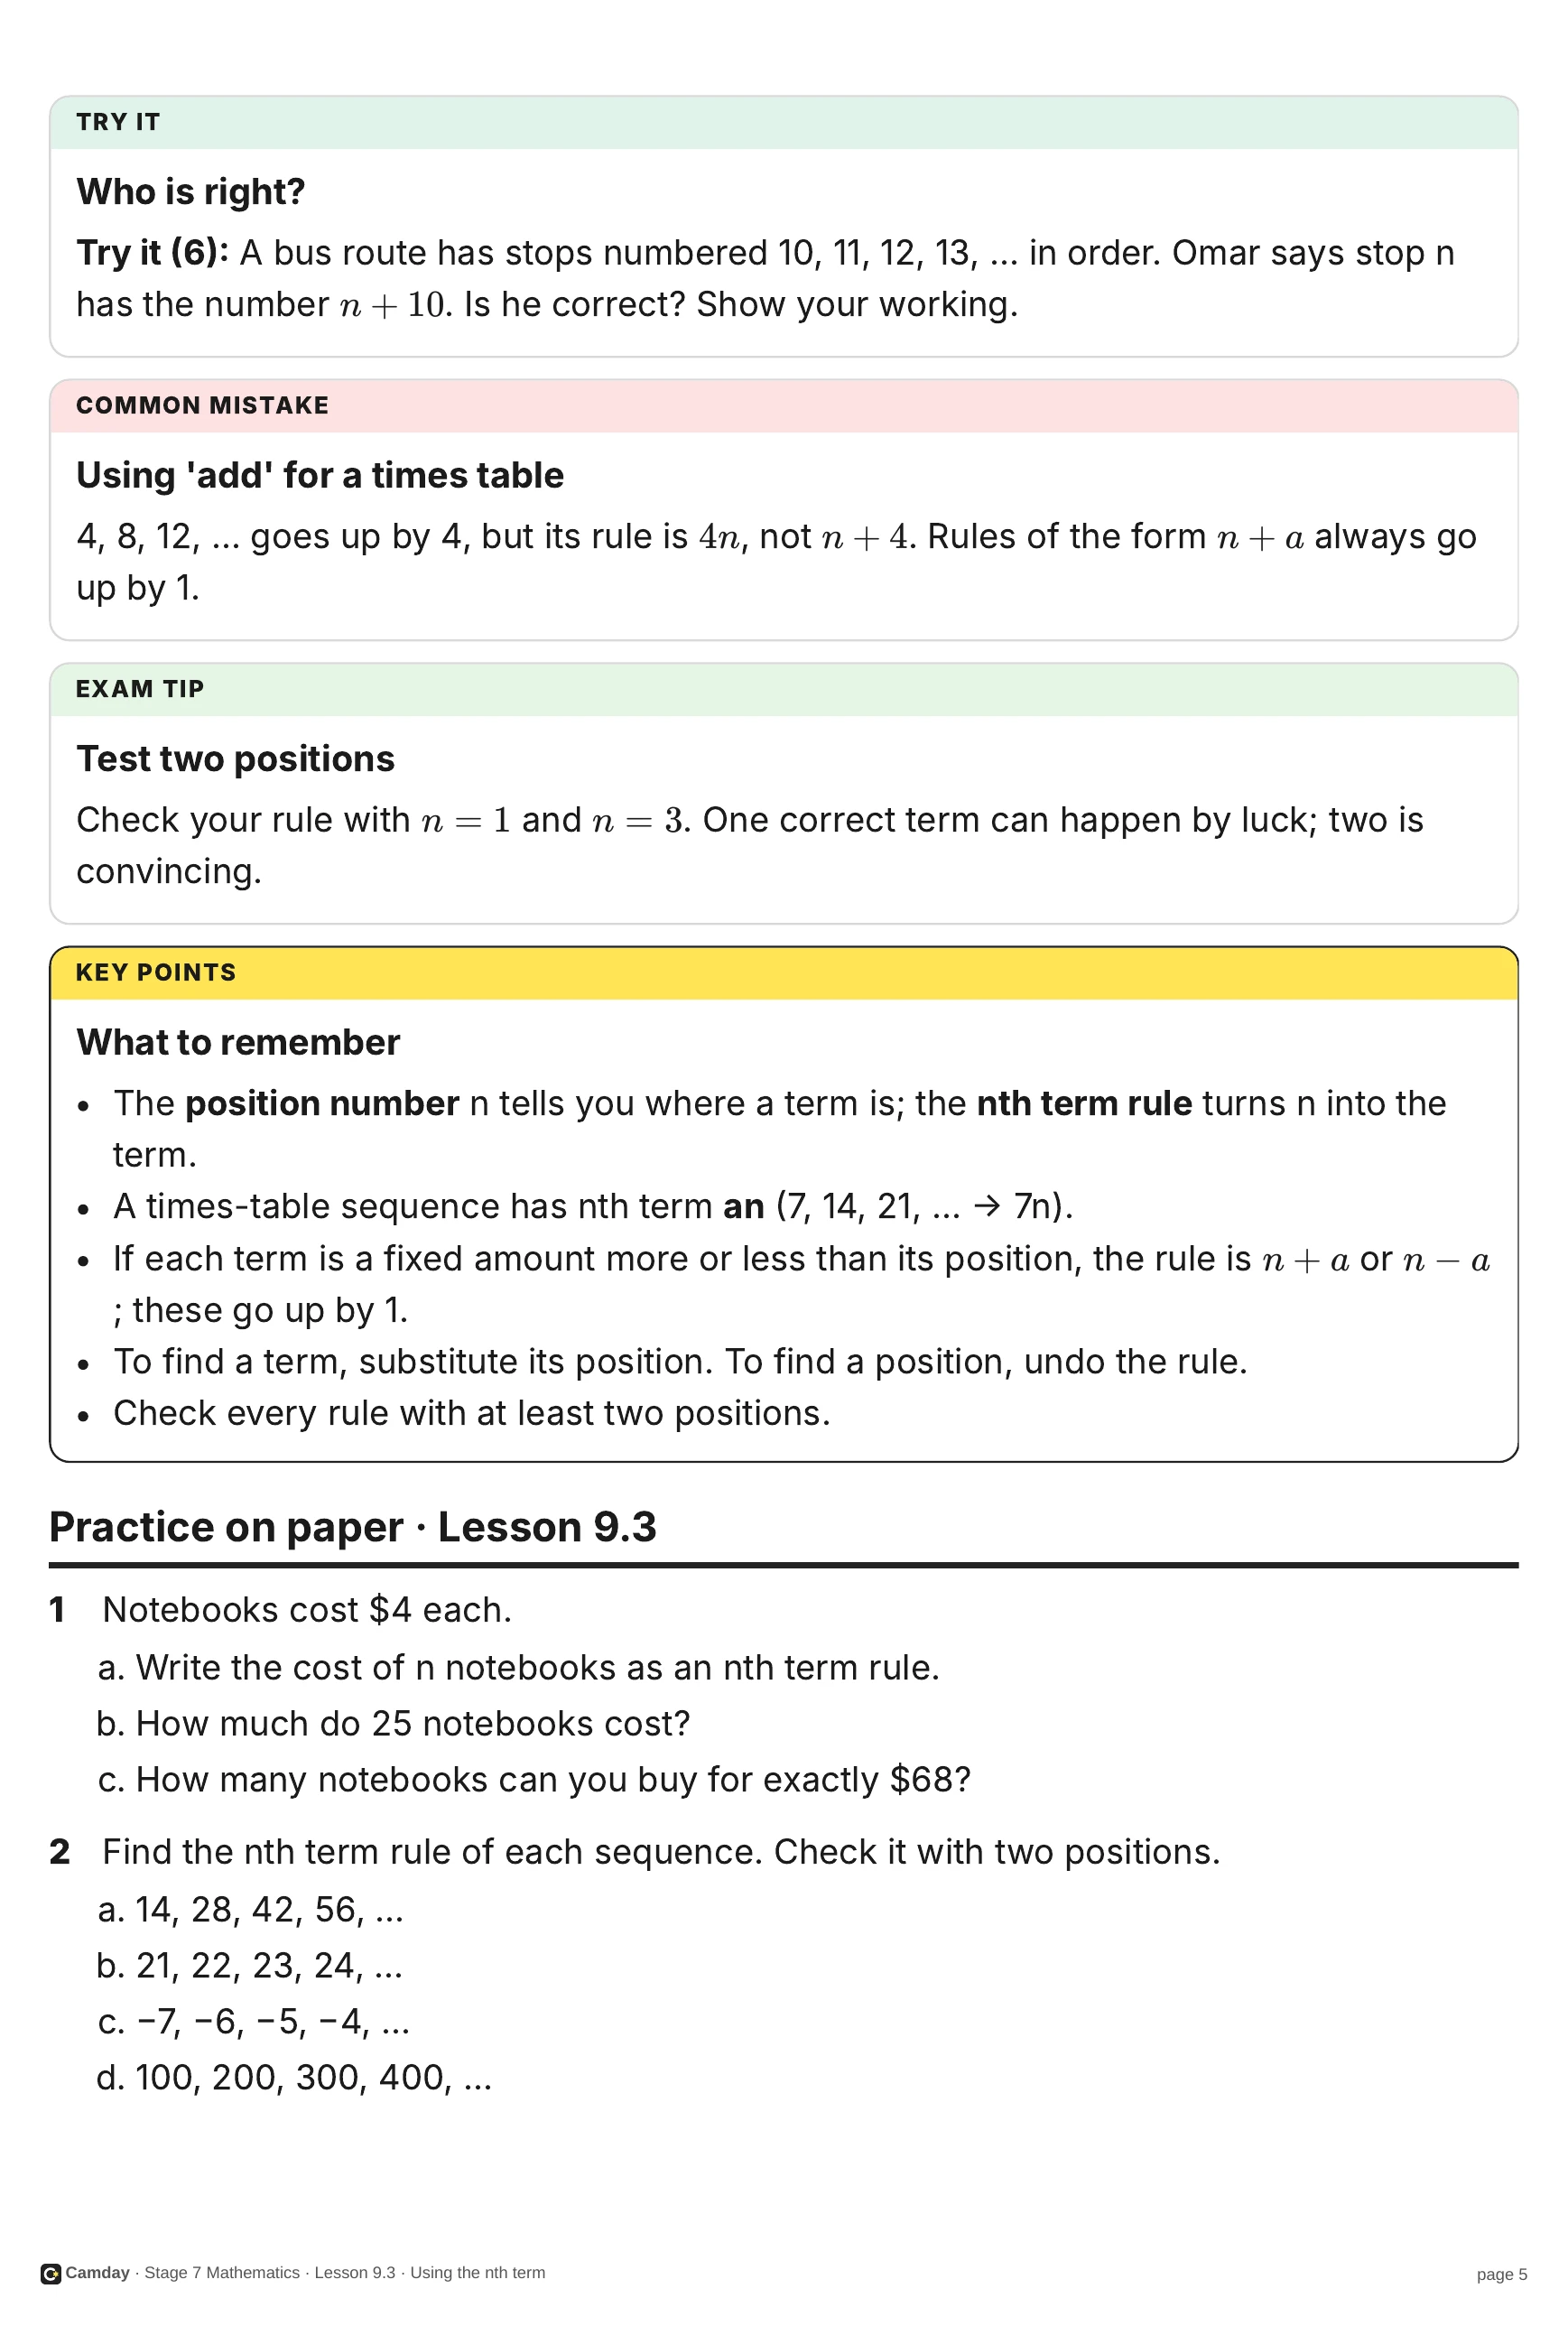 TRY IT
Who is right?
Try it (6): A bus route has stops numbered 10, 11, 12, 13, ... in order. Omar says stop n
has the number n + 10. Is he correct? Show your working.
COMMON MISTAKE
Using 'add' for a times table
4, 8, 12, ... goes up by 4, but its rule is 4n, not n + 4. Rules of the form n + a always go
up by 1.
EXAM TIP
Test two positions
Check your rule with n = 1 and n = 3. One correct term can happen by luck; two is
convincing.
KEY POINTS
What to remember
• The position number n tells you where a term is; the nth term rule turns n into the
term.
• A times-table sequence has nth term an (7, 14, 21, ... → 7n).
• If each term is a fixed amount more or less than its position, the rule is n + a or n − a
; these go up by 1.
• To find a term, substitute its position. To find a position, undo the rule.
• Check every rule with at least two positions.
Practice on paper · Lesson 9.3
1 Notebooks cost $4 each.
a. Write the cost of n notebooks as an nth term rule.
b. How much do 25 notebooks cost?
c. How many notebooks can you buy for exactly $68?
2 Find the nth term rule of each sequence. Check it with two positions.
a. 14, 28, 42, 56, ...
b. 21, 22, 23, 24, ...
c. −7, −6, −5, −4, ...
d. 100, 200, 300, 400, ...
Camday · Stage 7 Mathematics · Lesson 9.3 · Using the nth term
page 5